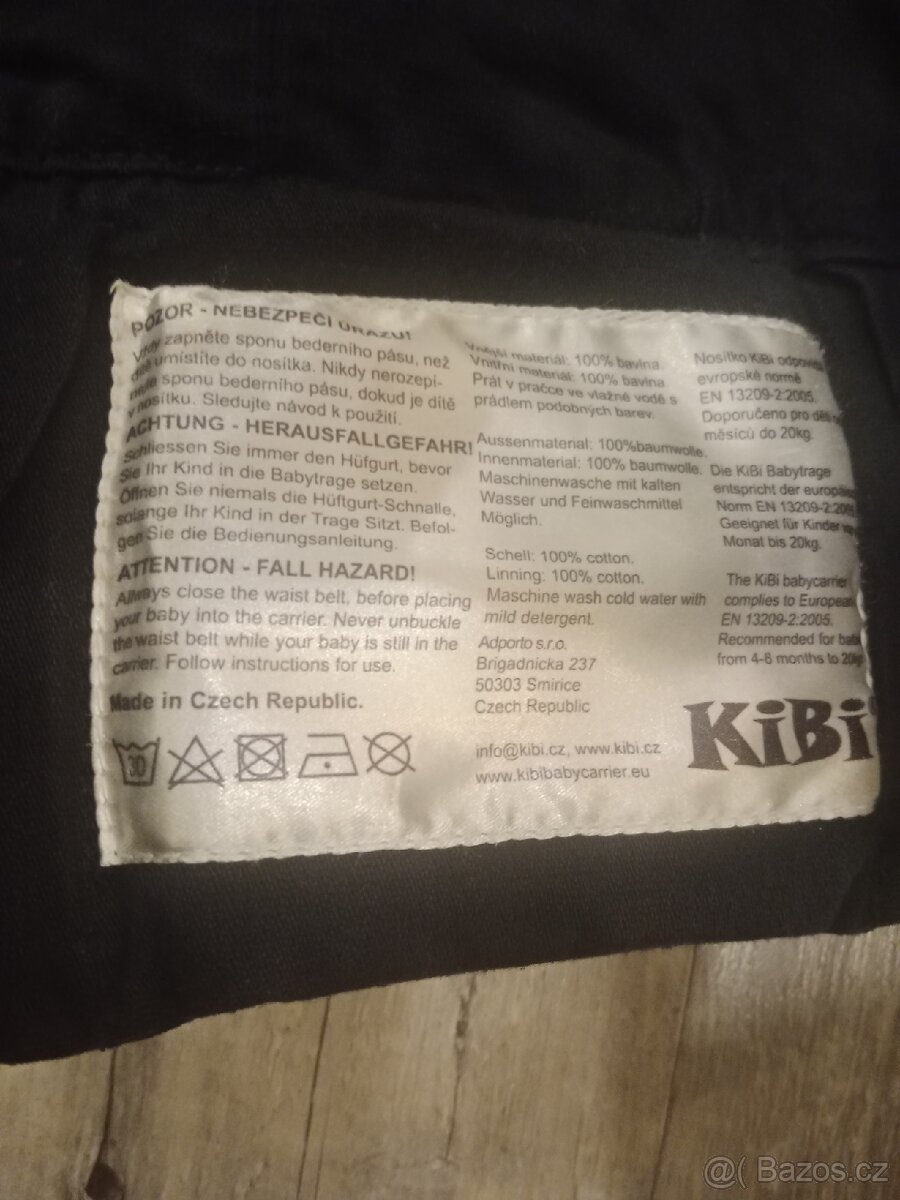 POZOR - NEBEZPEČÍ ÚRAZU!
Vždy zapněte sponu bederního pásu, než
umístíte do nosítka. Nikdy nerozepí-
sponu bederního pásu, dokud je dítě
v nosítku. Sledujte návod k použití.
ACHTUNG - HERAUSFALLGEFAHR!
Schliessen Sie immer den Hüfgurt, bevor
Sie Ihr Kind in die Babytrage setzen.
Öffnen Sie niemals die Hüftgurt-Schnalle,
solange Ihr Kind in der Trage Sitzt. Befol-
gen Sie die Bedienungsanleitung.
ATTENTION - FALL HAZARD!
Always close the waist belt, before placing
your baby into the carrier. Never unbuckle
the waist belt while your baby is still in the
carrier. Follow instructions for use.
Made in Czech Republic.
30
Vnější materiál: 100% bavlna
Vnitřní materiál: 100% bavlna
Prát v pračce ve vlažné vodě s
prádlem podobných barev.
Aussenmaterial: 100%baumwolle.
Innenmaterial: 100% baumwolle.
Maschinenwasche mit kalten
Wasser und Feinwaschmittel
Möglich.
Schell: 100% cotton.
Linning: 100% cotton.
Maschine wash cold water with
mild detergent.
Adporto s.r.o.
Brigadnicka 237
50303 Smirice
Czech Republic
info@kibi.cz, www.kibi.cz
www.kibibabycarrier.eu
Nosítko KiBi
evropské normě
EN 13209-2:2005.
Doporučeno pro
měsíců do 20kg.
Die KiBi Babytrage
entspricht der
Norm EN 13209-2:2005
Geeignet für Kinder
Monat bis 20kg.
The KiBi babycarrier
complies to European
EN 13209-2:2005.
Recommended for
from 4-6 months to 20kg
KiBi
@( Bazos.cz